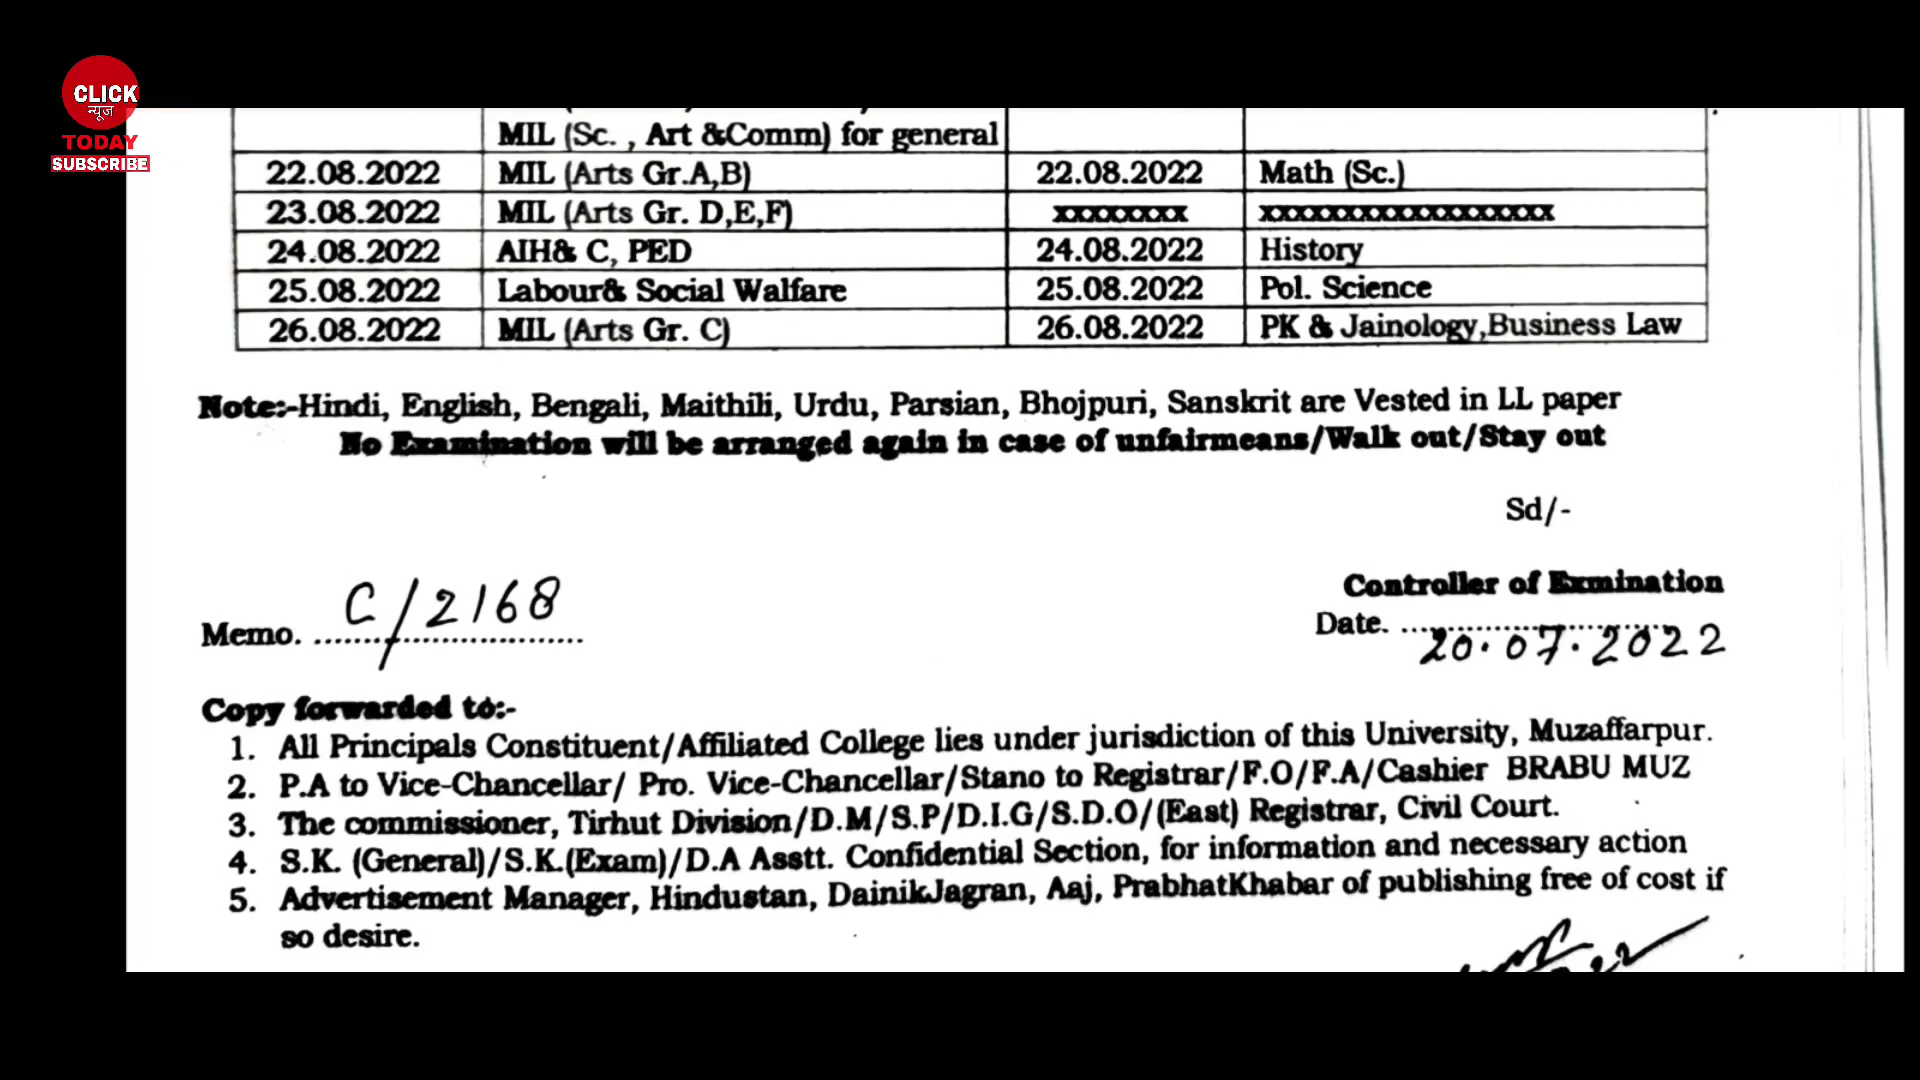 CLICK
न्यूज
TODAY
SUBSCRIBE
MIL (Sc. , Art &Comm) for general
22.08.2022 MIL (Arts Gr.A,B) 22.08.2022 Math (Sc.)
23.08.2022 MIL (Arts Gr. D,E,F) xxxxxxxx xxxxxxxxxxxxxxxxxx
24.08.2022 AIH& C, PED 24.08.2022 History
25.08.2022 Labour& Social Walfare 25.08.2022 Pol. Science
26.08.2022 MIL (Arts Gr. C) 26.08.2022 PK & Jainology,Business Law
Note:-Hindi, English, Bengali, Maithili, Urdu, Parsian, Bhojpuri, Sanskrit are Vested in LL paper
No Examination will be arranged again in case of unfairmeans/Walk out/Stay out
Sd/-
Controller of Exmination
Memo. C/2168
Date. 20.07.2022
Copy forwarded to:-
1. All Principals Constituent/Affiliated College lies under jurisdiction of this University, Muzaffarpur.
2. P.A to Vice-Chancellar/ Pro. Vice-Chancellar/Stano to Registrar/F.O/F.A/Cashier BRABU MUZ
3. The commissioner, Tirhut Division/D.M/S.P/D.I.G/S.D.O/(East) Registrar, Civil Court.
4. S.K. (General)/S.K.(Exam)/D.A Asstt. Confidential Section, for information and necessary action
5. Advertisement Manager, Hindustan, DainikJagran, Aaj, PrabhatKhabar of publishing free of cost if
so desire.